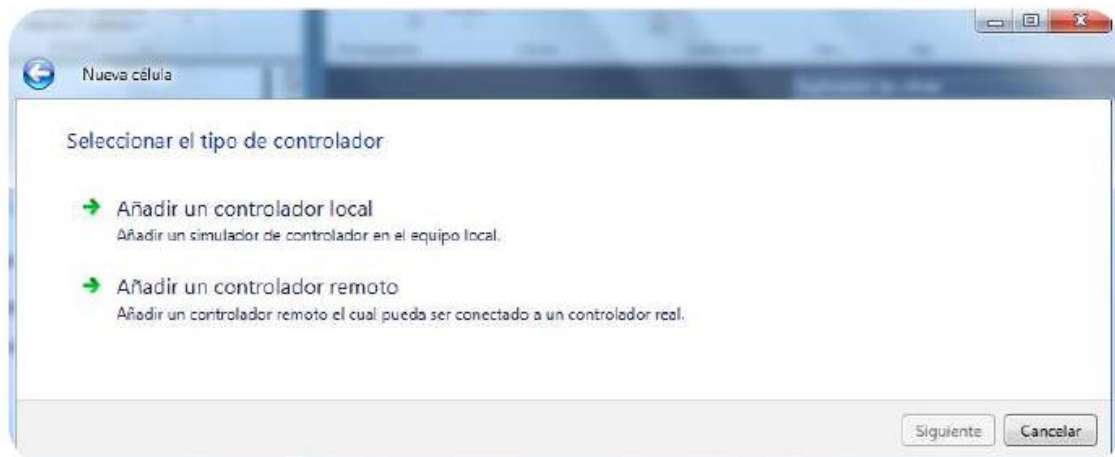 Nueva célula
Seleccionar el tipo de controlador
Añadir un controlador local
Añadir un simulador de controlador en el equipo local.
Añadir un controlador remoto
Añadir un controlador remoto el cual pueda ser conectado a un controlador real.
Siguiente
Cancelar